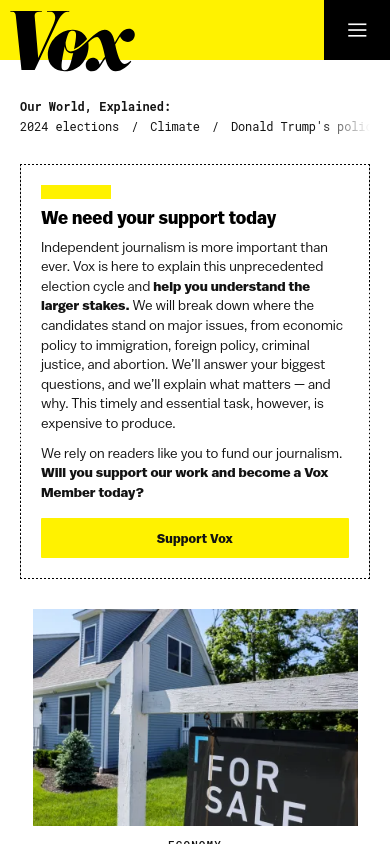 Vox
Our World, Explained:
2024 elections / Climate / Donald Trump's
We need your support today
Independent journalism is more important than
ever. Vox is here to explain this unprecedented
election cycle and help you understand the
larger stakes. We will break down where the
candidates stand on major issues, from economic
policy to immigration, foreign policy, criminal
justice, and abortion. We’ll answer your biggest
questions, and we’ll explain what matters — and
why. This timely and essential task, however, is
expensive to produce.
We rely on readers like you to fund our journalism.
Will you support our work and become a Vox
Member today?
Support Vox
FOR
SALE
ECONOMY